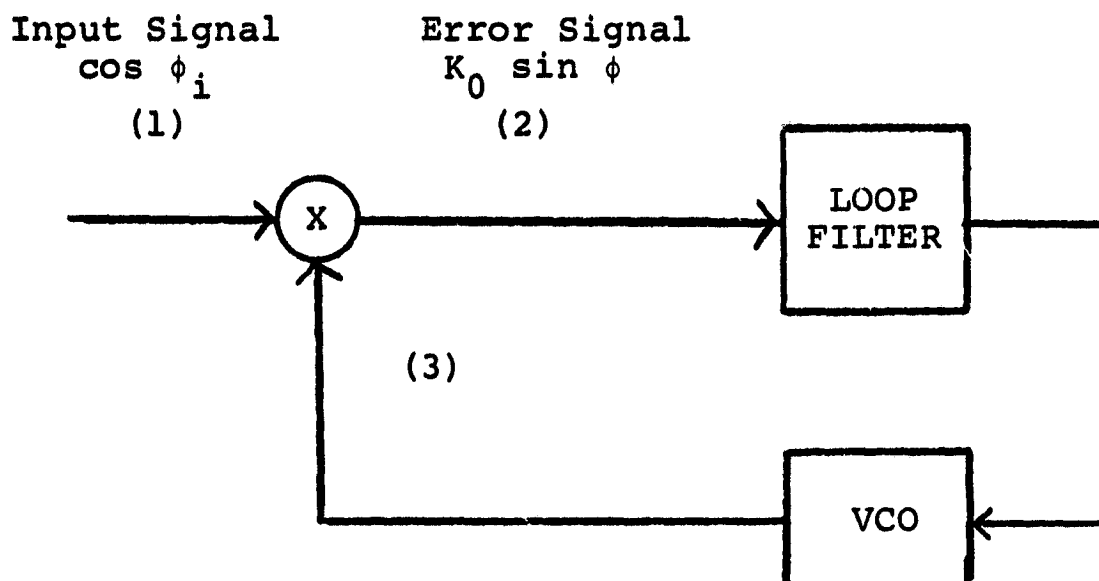 Input Signal
cos ϕi
(1)
Error Signal
K0 sin ϕ
(2)
X
LOOP
FILTER
(3)
VCO